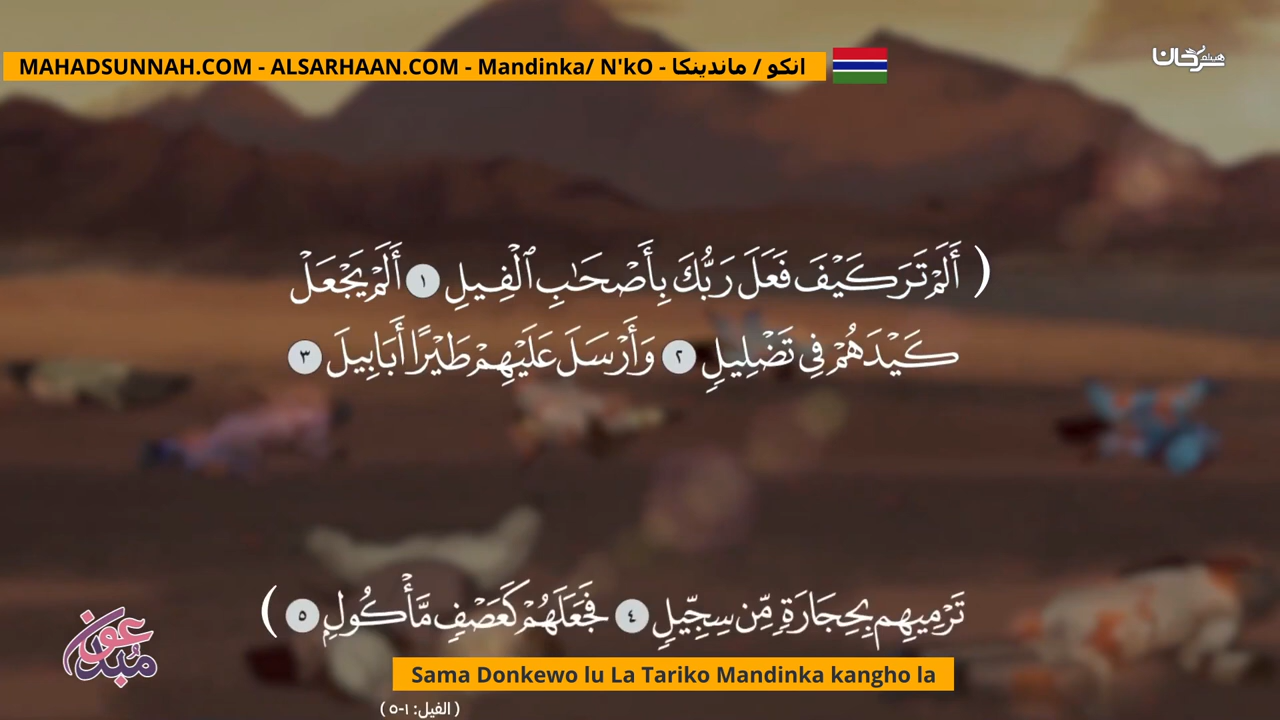 MAHADSUNNAH.COM - ALSARHAAN.COM - Mandinka/ N'kO - انكو / ماندينكا
هيثم سرحان
﴿ أَلَمْ تَرَ كَيْفَ فَعَلَ رَبُّكَ بِأَصْحَٰبِ ٱلْفِيلِ ١ أَلَمْ يَجْعَلْ
كَيْدَهُمْ فِي تَضْلِيلٍ ٢ وَأَرْسَلَ عَلَيْهِمْ طَيْرًا أَبَابِيلَ ٣
تَرْمِيهِم بِحِجَارَةٍ مِّن سِجِّيلٍ ٤ فَجَعَلَهُمْ كَعَصْفٍ مَّأْكُولٍ ٥ ﴾
Sama Donkewo lu La Tariko Mandinka kangho la
( الفيل: ١-٥ )